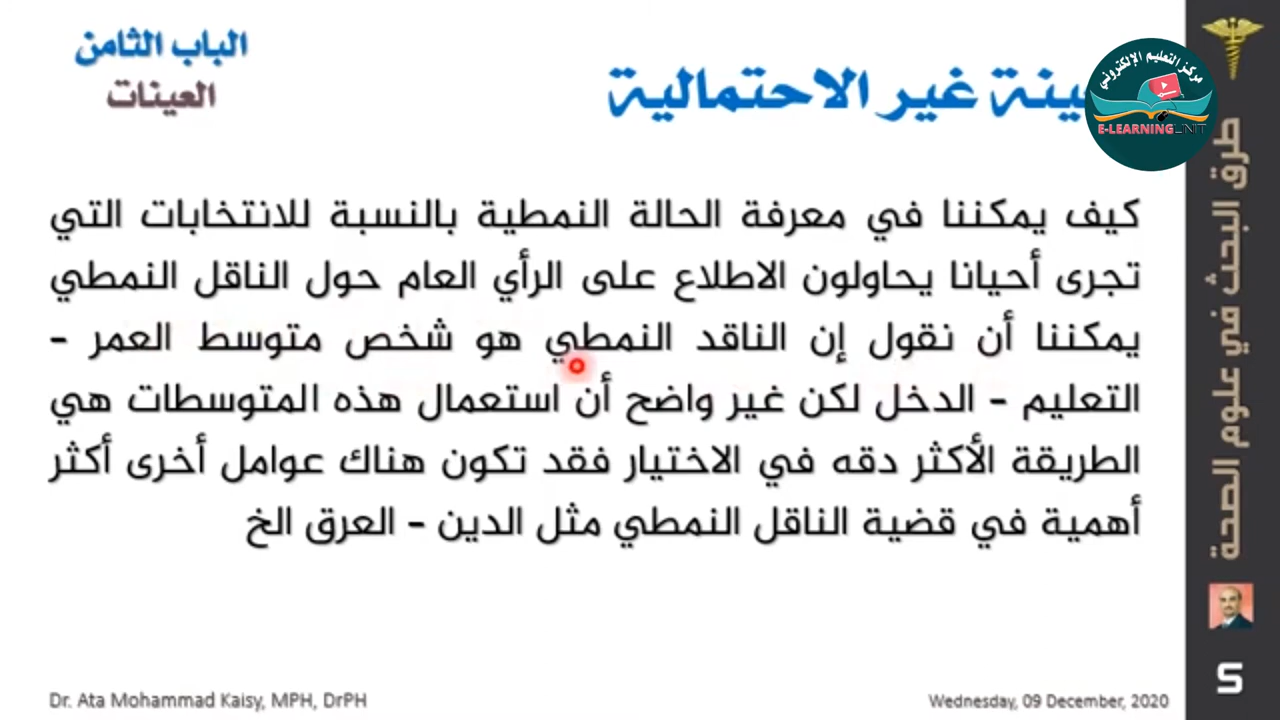 الباب الثامن
العينات
غير الاحتمالية
مركز التعليم الإلكتروني
E-LEARNING UNIT
طرق البحث في علوم الصحة
كيف يمكننا في معرفة الحالة النمطية بالنسبة للانتخابات التي
تجرى أحيانا يحاولون الاطلاع على الرأي العام حول الناقل النمطي
يمكننا أن نقول إن الناقد النمطي هو شخص متوسط العمر -
التعليم - الدخل لكن غير واضح أن استعمال هذه المتوسطات هي
الطريقة الأكثر دقه في الاختيار فقد تكون هناك عوامل أخرى أكثر
أهمية في قضية الناقل النمطي مثل الدين - العرق الخ
Dr. Ata Mohammad Kaisy, MPH, DrPH
Wednesday, 09 December, 2020
5